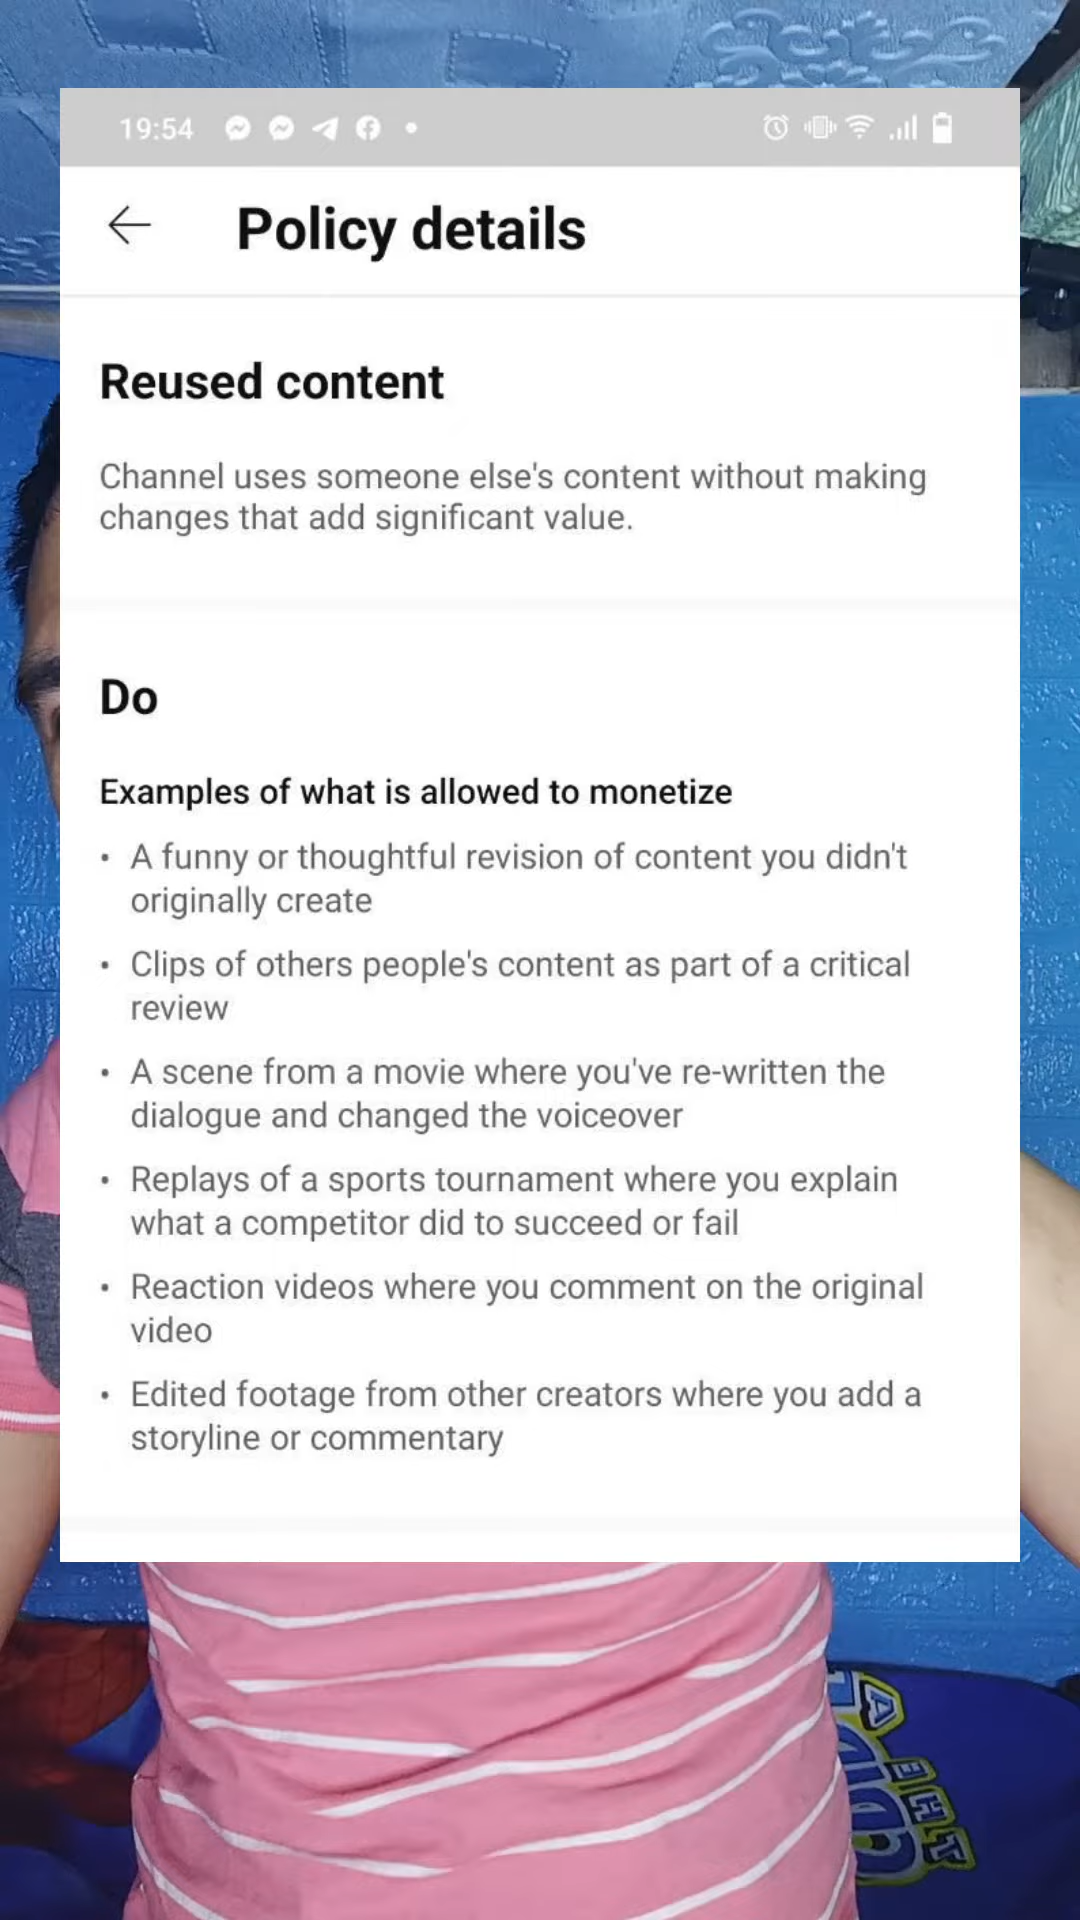 19:54
Policy details
Reused content
Channel uses someone else's content without making
changes that add significant value.
Do
Examples of what is allowed to monetize
• A funny or thoughtful revision of content you didn't
originally create
• Clips of others people's content as part of a critical
review
• A scene from a movie where you've re-written the
dialogue and changed the voiceover
• Replays of a sports tournament where you explain
what a competitor did to succeed or fail
• Reaction videos where you comment on the original
video
• Edited footage from other creators where you add a
storyline or commentary